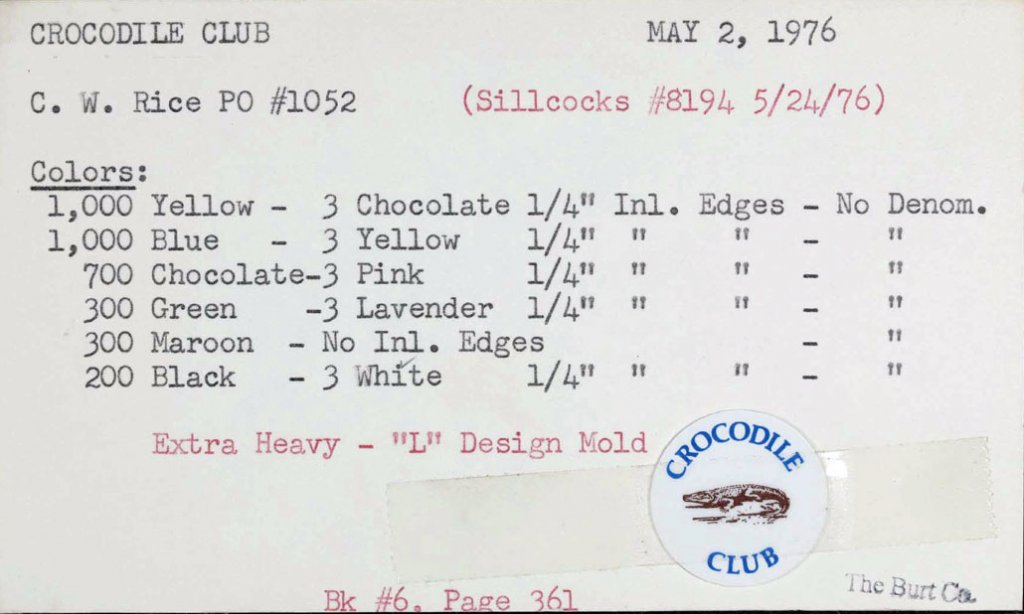 CROCODILE CLUB MAY 2, 1976
C. W. Rice PO #1052 (Sillcocks #8194 5/24/76)
Colors:
1,000 Yellow - 3 Chocolate 1/4" Inl. Edges - No Denom.
1,000 Blue - 3 Yellow 1/4" " " - "
700 Chocolate-3 Pink 1/4" " " - "
300 Green -3 Lavender 1/4" " " - "
300 Maroon - No Inl. Edges - "
200 Black - 3 White 1/4" " " - "
Extra Heavy - "L" Design Mold
CROCODILE
CLUB
Bk #6, Page 361
The Burt Co.